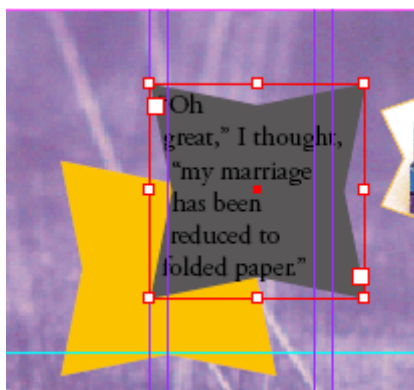 “Oh
great,” I thought,
“my marriage
has been
reduced to
folded paper.”